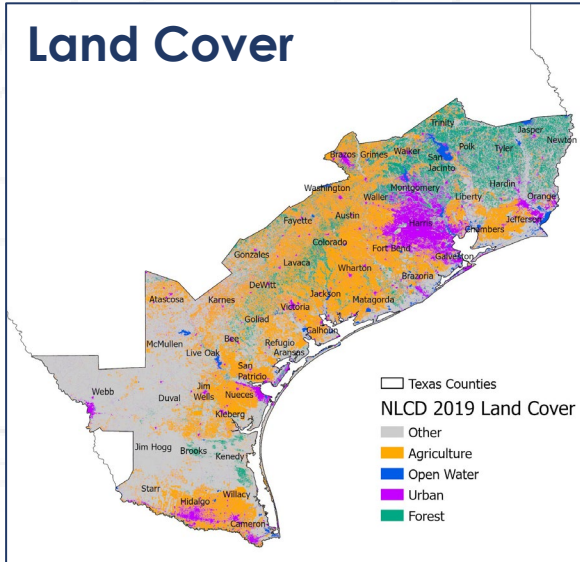 Land Cover
Trinity
Jasper
Newton
Polk
Tyler
Brazos
Grimes
Walker
San
Jacinto
Hardin
Washington
Montgomery
Liberty
Orange
Waller
Austin
Harris
Jefferson
Fayette
Chambers
Colorado
Fort Bend
Galveston
Gonzales
Lavaca
Wharton
Brazoria
DeWitt
Jackson
Matagorda
Atascosa
Karnes
Victoria
Goliad
Calhoun
McMullen
Bee
Refugio
Live Oak
Aransas
San
Patricio
Webb
Duval
Jim
Wells
Nueces
Kleberg
Jim Hogg
Brooks
Kenedy
Starr
Hidalgo
Willacy
Cameron
Texas Counties
NLCD 2019 Land Cover
Other
Agriculture
Open Water
Urban
Forest